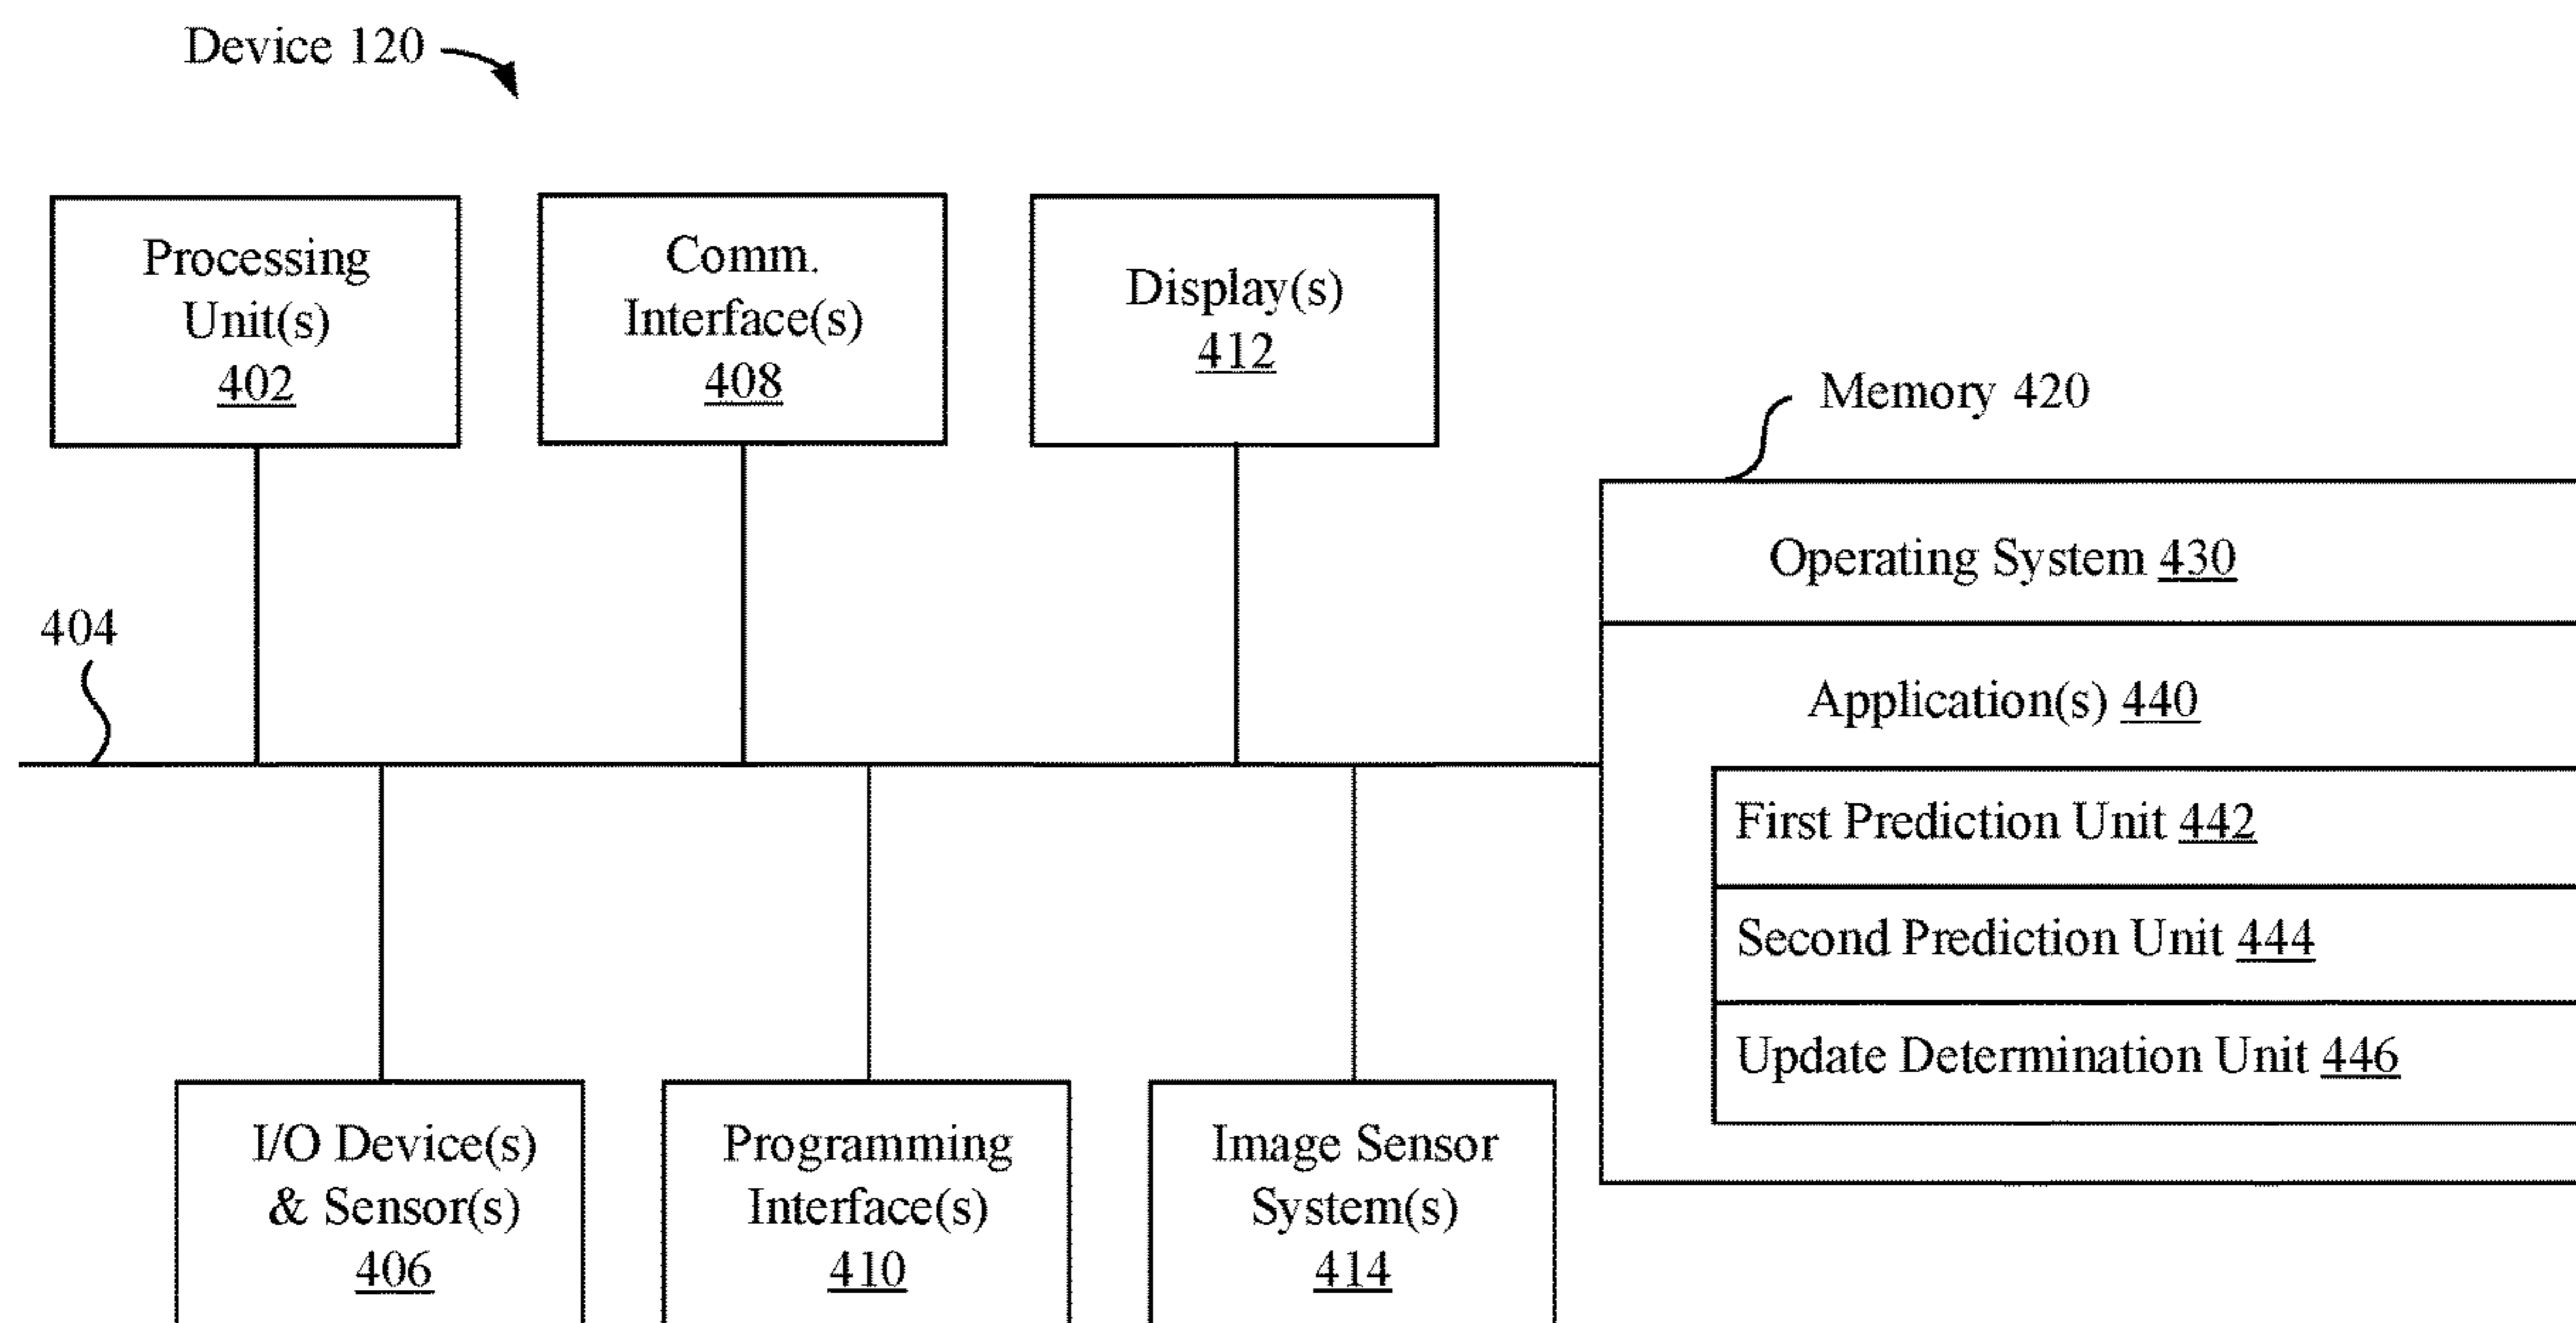 Device 120
Processing
Unit(s)
402
Comm.
Interface(s)
408
Display(s)
412
Memory 420
Operating System 430
404
Application(s) 440
First Prediction Unit 442
Second Prediction Unit 444
Update Determination Unit 446
I/O Device(s)
& Sensor(s)
406
Programming
Interface(s)
410
Image Sensor
System(s)
414